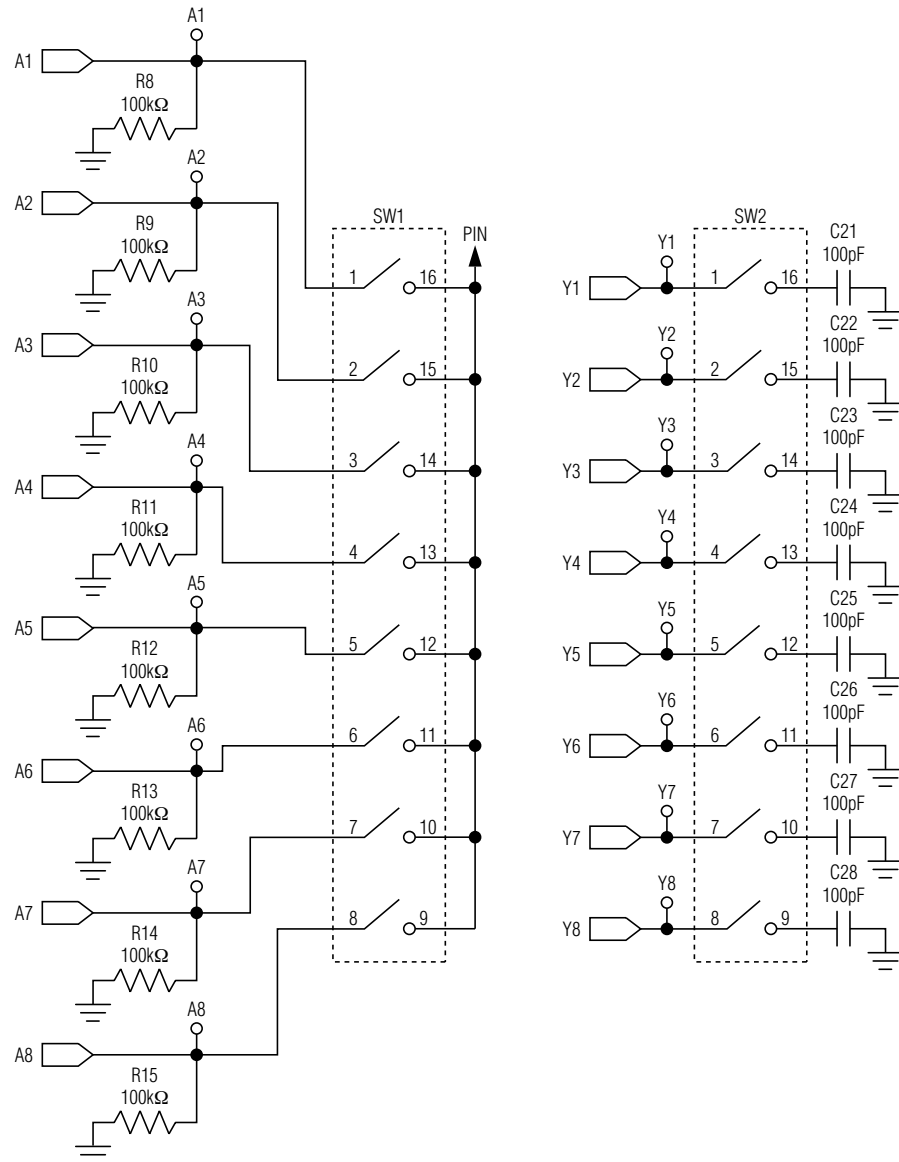 A1
A1
R8
100kΩ
A2
A2
R9
100kΩ
A3
A3
R10
100kΩ
A4
A4
R11
100kΩ
A5
A5
R12
100kΩ
A6
A6
R13
100kΩ
A7
A7
R14
100kΩ
A8
A8
R15
100kΩ
SW1
PIN
1 16
2 15
3 14
4 13
5 12
6 11
7 10
8 9
SW2
Y1
Y1 1 16
C21
100pF
Y2
Y2 2 15
C22
100pF
Y3
Y3 3 14
C23
100pF
Y4
Y4 4 13
C24
100pF
Y5
Y5 5 12
C25
100pF
Y6
Y6 6 11
C26
100pF
Y7
Y7 7 10
C27
100pF
Y8
Y8 8 9
C28
100pF